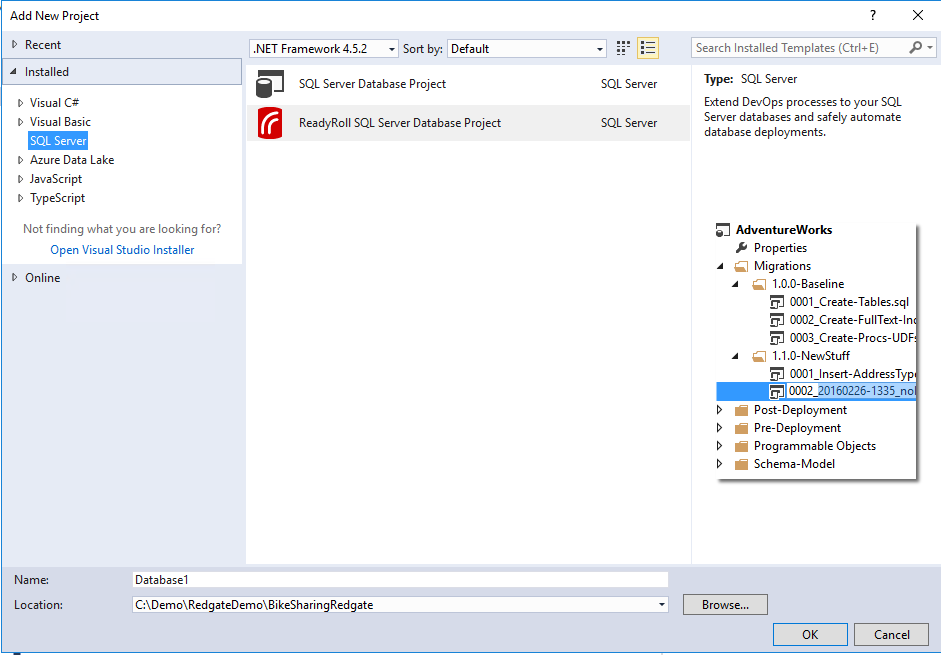 Add New Project
?
Recent
Installed
Visual C#
Visual Basic
SQL Server
Azure Data Lake
JavaScript
TypeScript
Not finding what you are looking for?
Open Visual Studio Installer
Online
.NET Framework 4.5.2
Sort by:
Default
SQL Server Database Project
SQL Server
ReadyRoll SQL Server Database Project
SQL Server
Search Installed Templates (Ctrl+E)
Type: SQL Server
Extend DevOps processes to your SQL
Server databases and safely automate
database deployments.
AdventureWorks
Properties
Migrations
1.0.0-Baseline
0001_Create-Tables.sql
0002_Create-FullText-Ind
0003_Create-Procs-UDFs
1.1.0-NewStuff
0001_Insert-AddressType
0002_20160226-1335_nol
Post-Deployment
Pre-Deployment
Programmable Objects
Schema-Model
Name:
Database1
Location:
C:\Demo\RedgateDemo\BikeSharingRedgate
Browse...
OK
Cancel